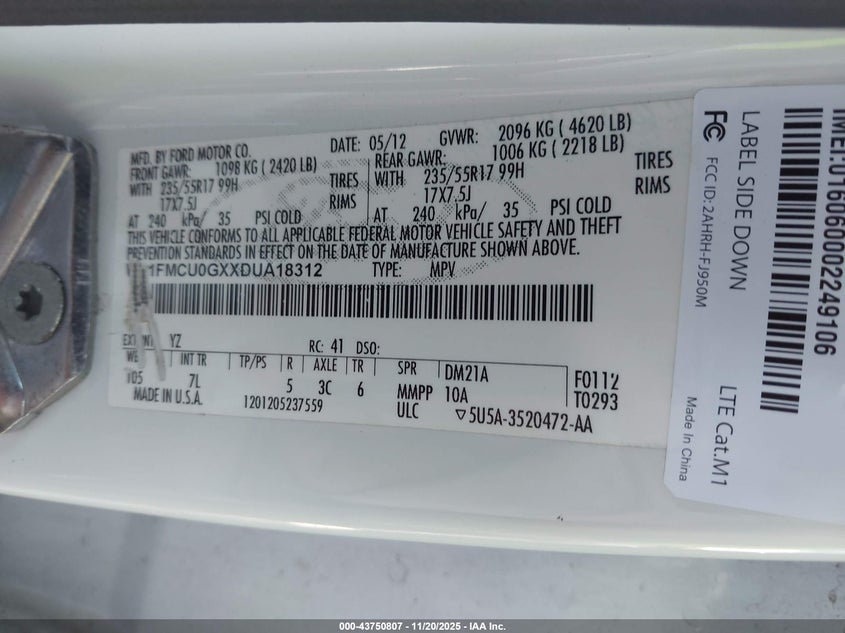 MFD. BY FORD MOTOR CO.
DATE: 05/12 GVWR: 2096 KG ( 4620 LB)
FRONT GAWR: 1098 KG ( 2420 LB) REAR GAWR: 1006 KG ( 2218 LB)
WITH 235/55R17 99H TIRES WITH 235/55R17 99H TIRES
17X7.5J RIMS 17X7.5J RIMS
AT 240 kPa/ 35 PSI COLD AT 240 kPa/ 35 PSI COLD
THIS VEHICLE CONFORMS TO ALL APPLICABLE FEDERAL MOTOR VEHICLE SAFETY AND THEFT
PREVENTION STANDARDS IN EFFECT ON THE DATE OF MANUFACTURE SHOWN ABOVE.
1FMCU0GXXDUA18312 TYPE: MPV
YZ RC: 41 DSO:
INT TR TP/PS R AXLE TR SPR DM21A F0112
7L 5 3C 6 MMPP 10A T0293
MADE IN U.S.A. 1201205237559 ULC ▽5U5A-3520472-AA
IMEI:016060002249106
LABEL SIDE DOWN LTE Cat.M1
FCC FCC ID:2AHRH-FJ950M Made In China
000-43750807 - 11/20/2025 - IAA Inc.